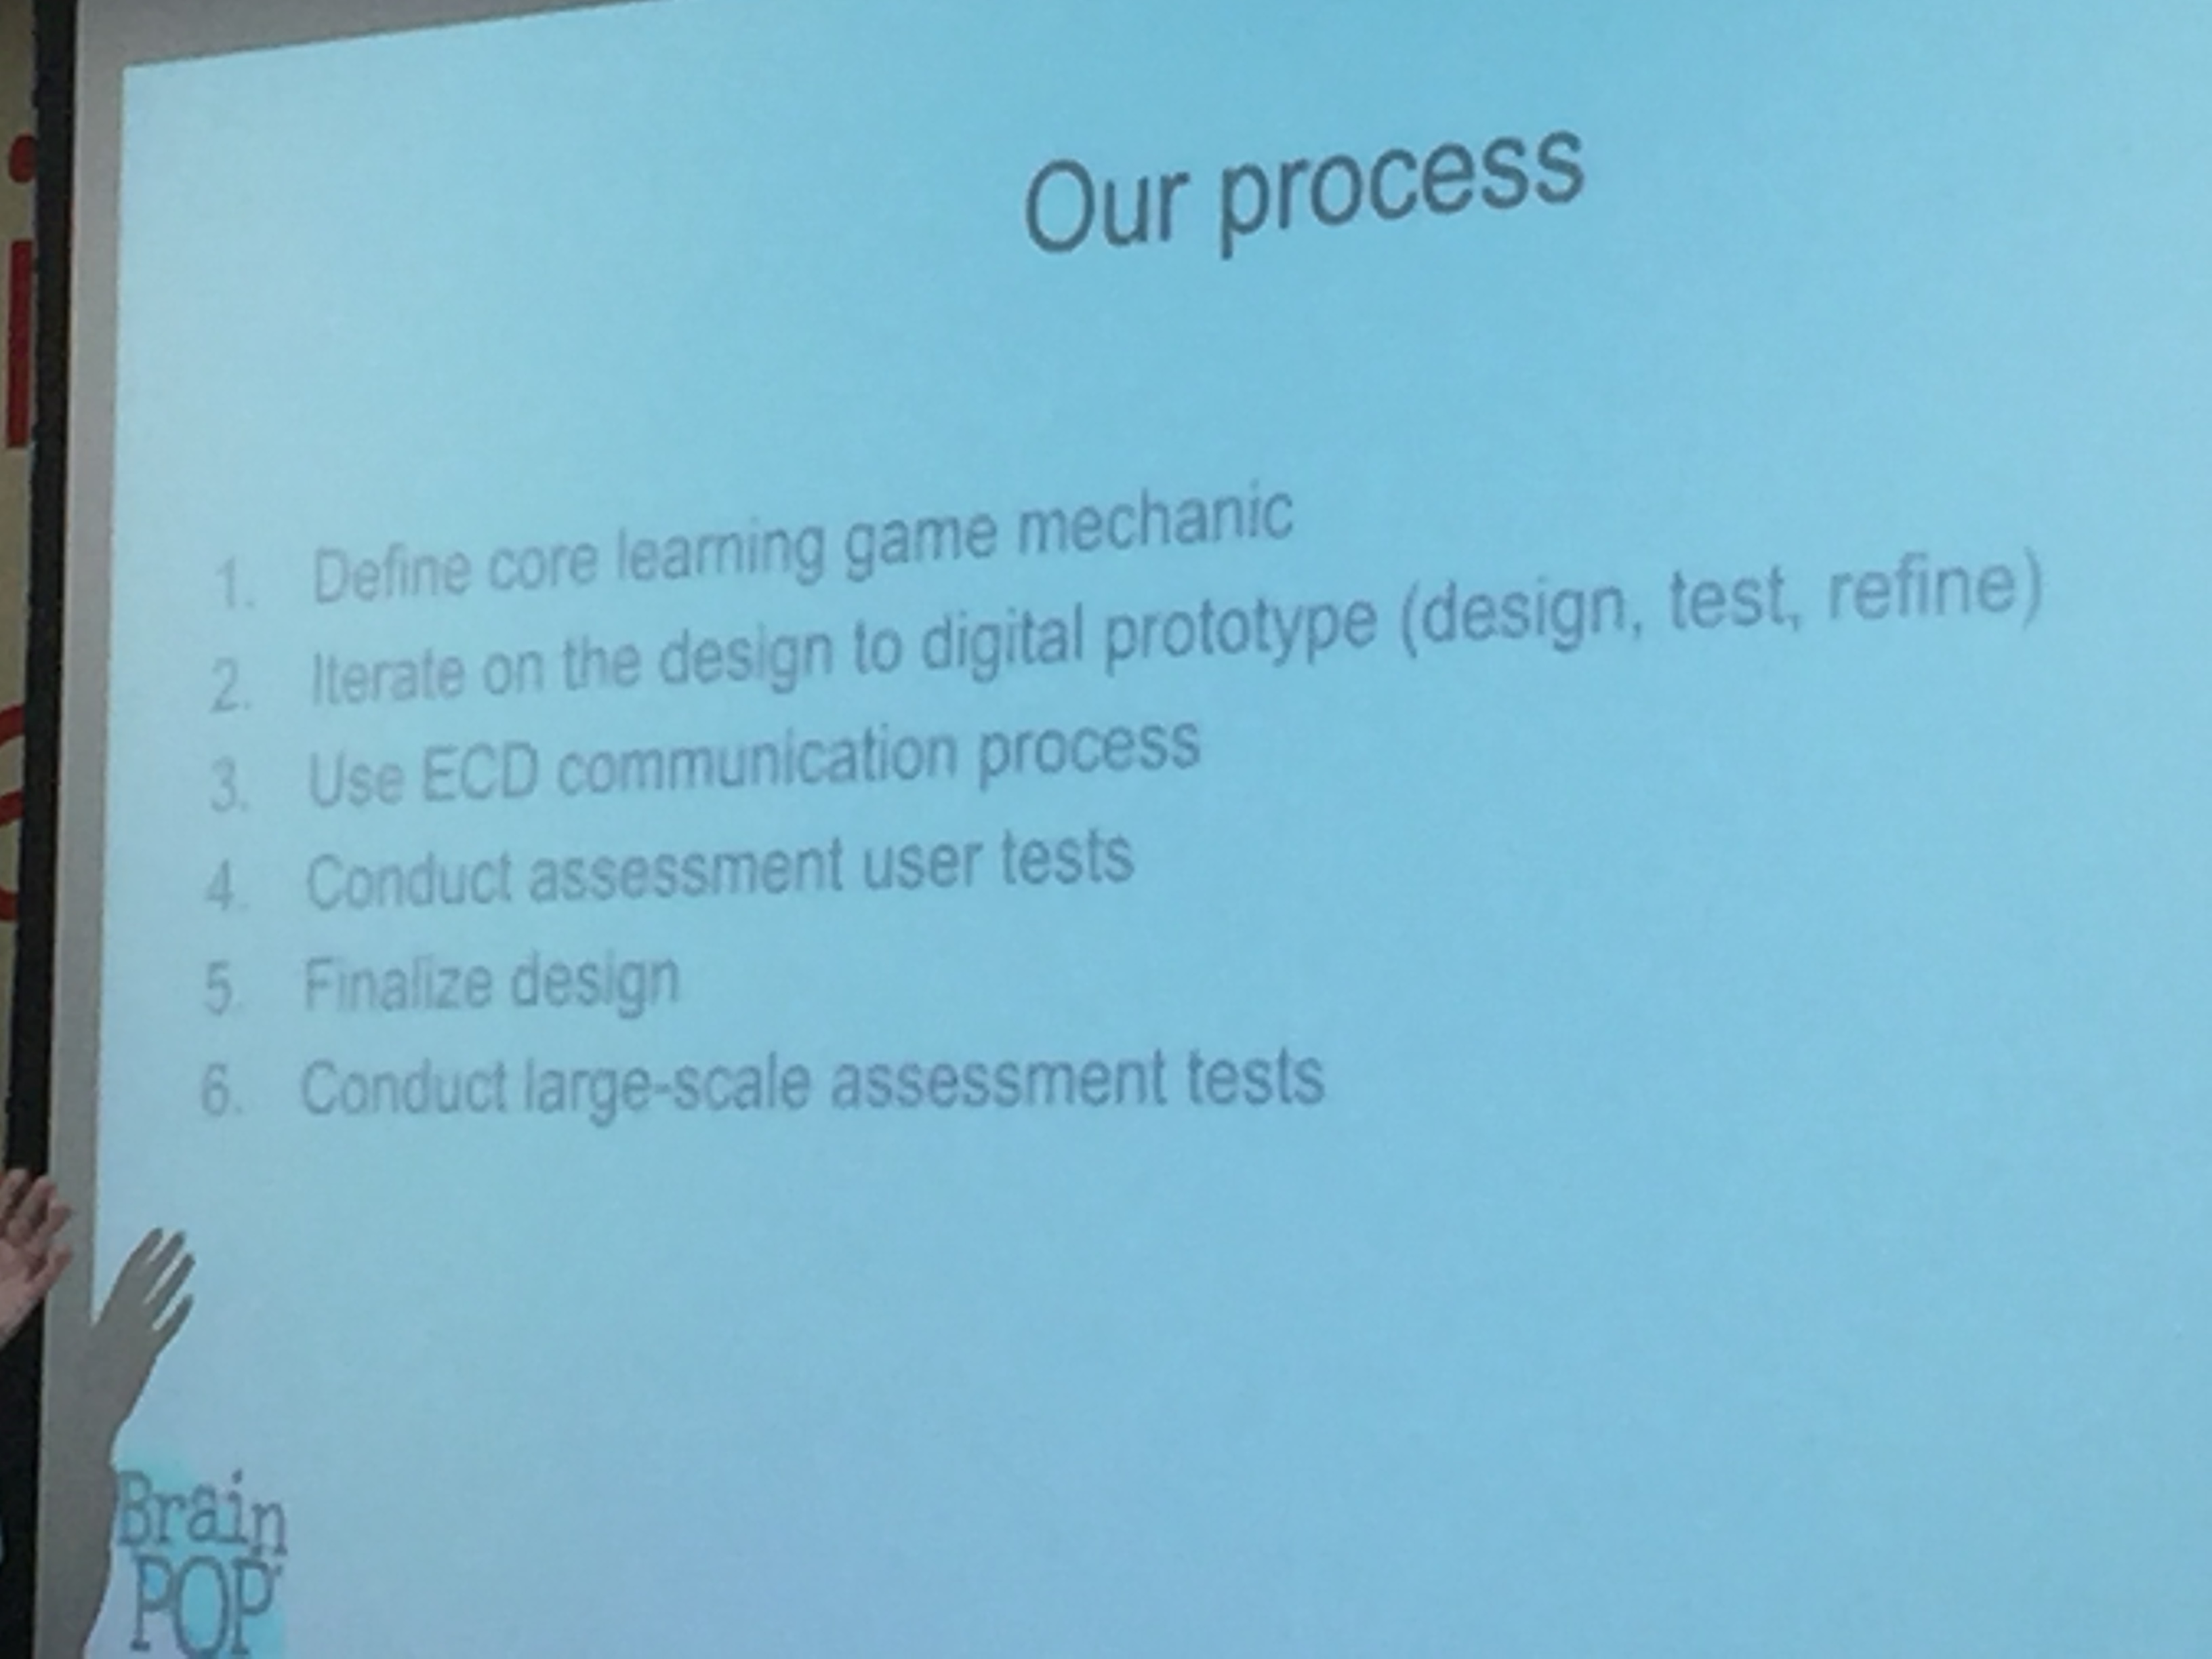 Our process
1. Define core learning game mechanic
2. Iterate on the design to digital prototype (design, test, refine)
3. Use ECD communication process
4. Conduct assessment user tests
5. Finalize design
6. Conduct large-scale assessment tests
Brain
POP